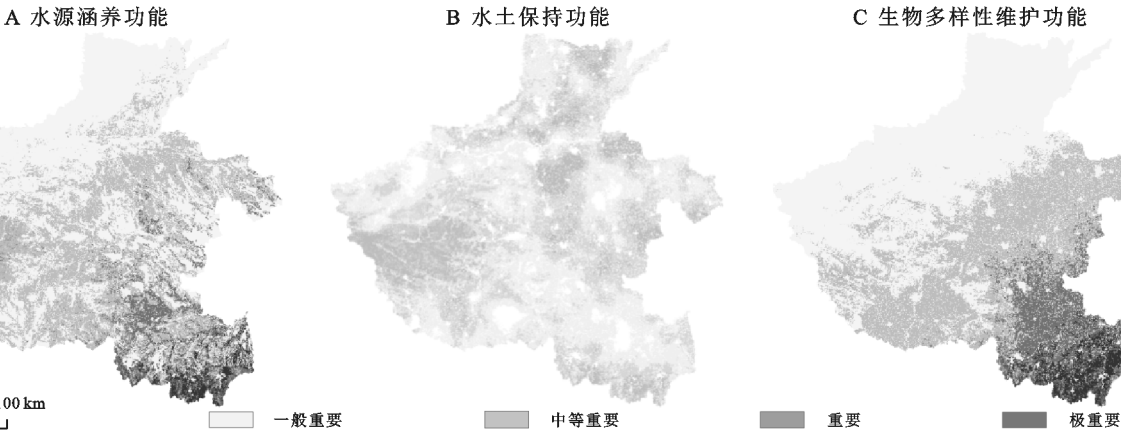 A 水源涵养功能
B 水土保持功能
C 生物多样性维护功能
00 km
一般重要
中等重要
重要
极重要